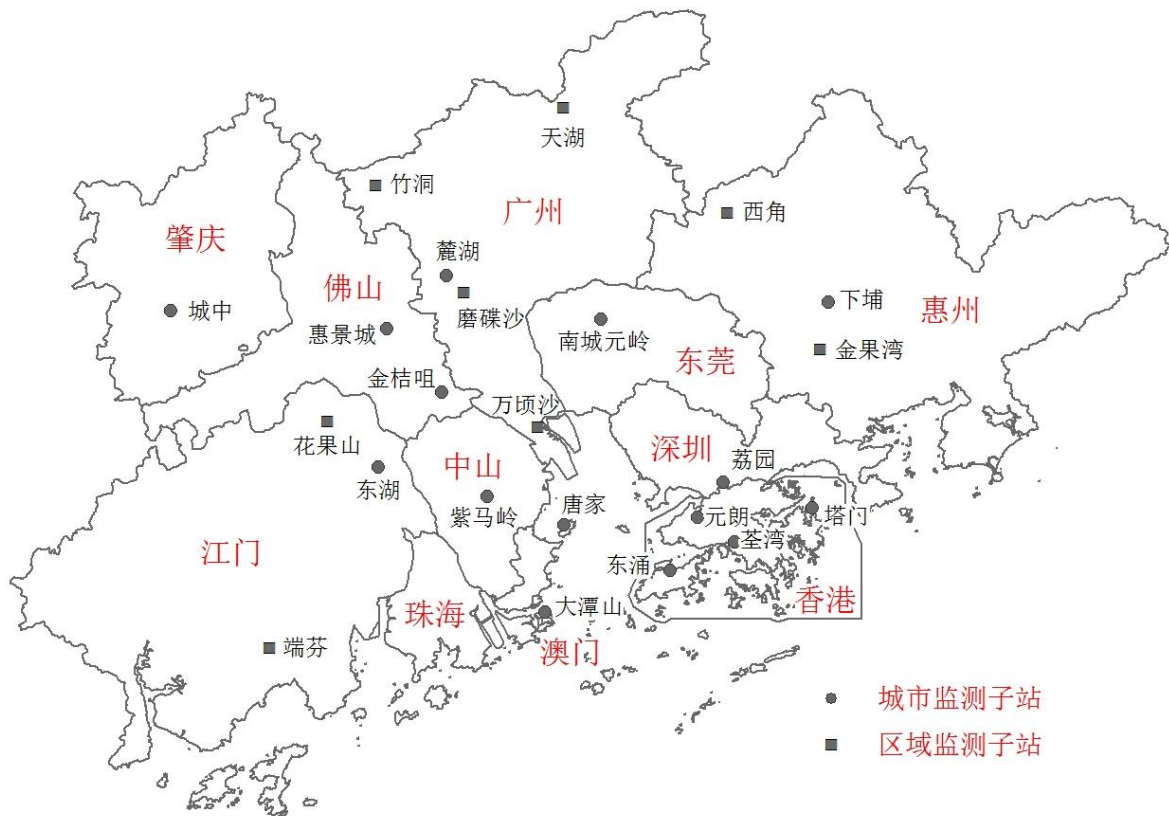 天湖
竹洞
广州
西角
肇庆
麓湖
佛山
磨碟沙
城中
惠景城
下埔
惠州
南城元岭
东莞
金果湾
金桔咀
万顷沙
花果山
深圳
中山
荔园
东湖
紫马岭
唐家
元朗
塔门
荃湾
江门
东涌
香港
珠海
大潭山
澳门
端芬
城市监测子站
区域监测子站